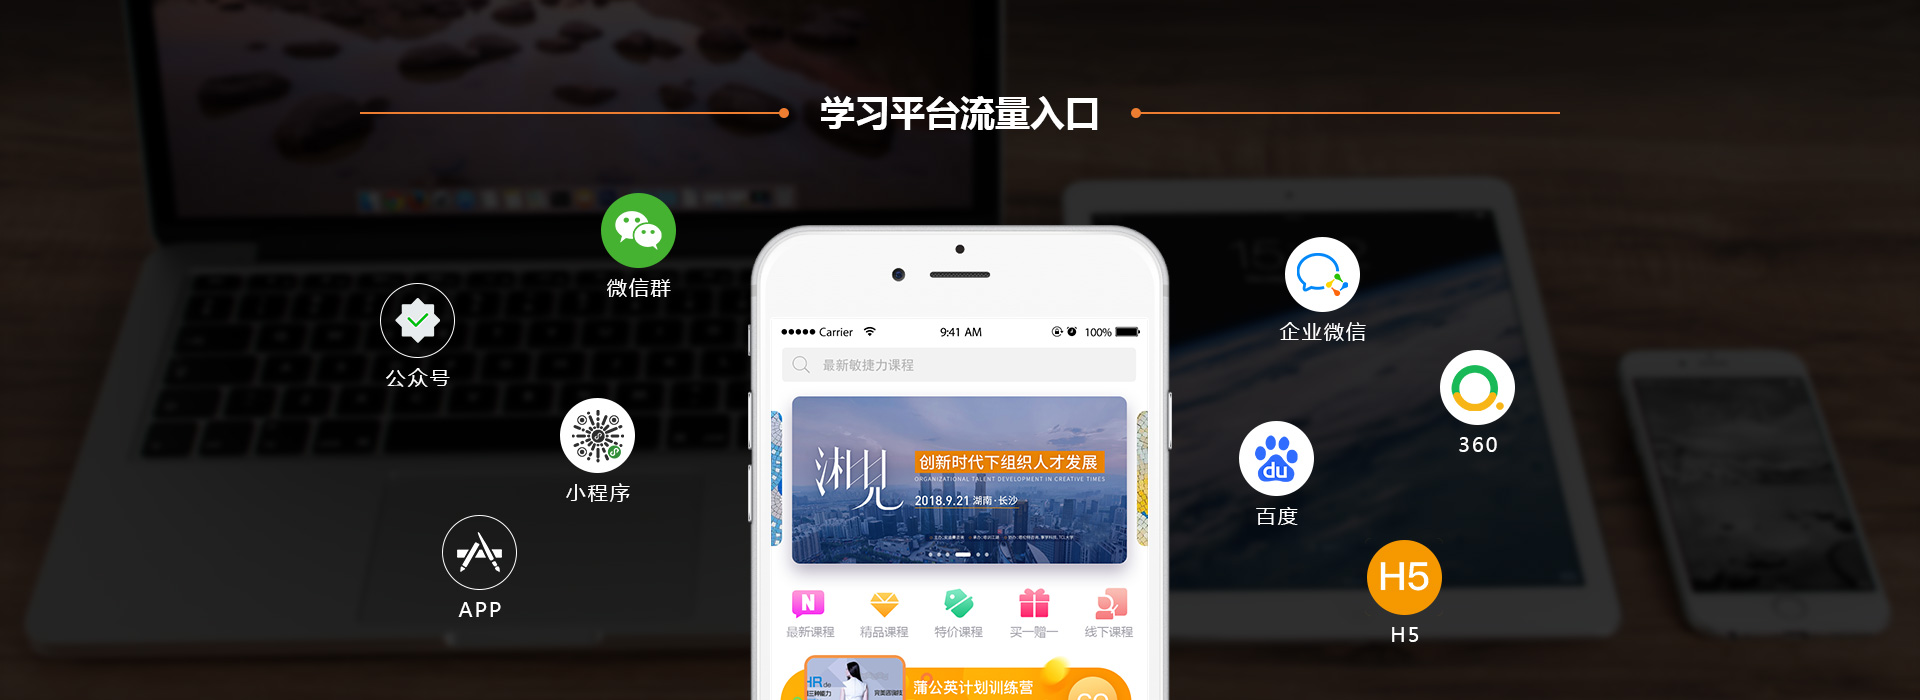 学习平台流量入口
微信群
公众号
小程序
APP
企业微信
360
du
百度
H5
H5
Carrier
9:41 AM
100%
最新敏捷力课程
湘见
创新时代下组织人才发展
ORGANIZATIONAL TALENT DEVELOPMENT IN CREATIVE TIMES
2018.9.21 湖南·长沙
N
最新课程
精品课程
特价课程
买一赠一
线下课程
蒲公英计划训练营
GO